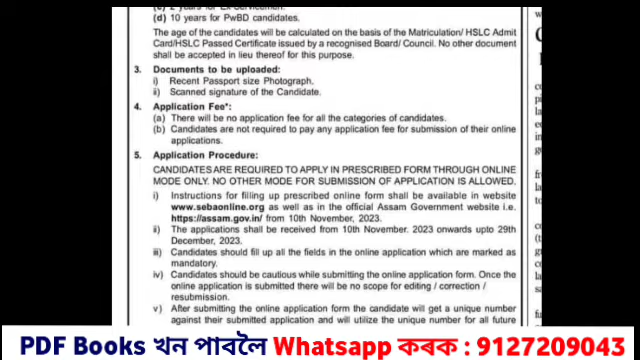 (c) 2 years for Ex-Servicemen.
(d) 10 years for PwBD candidates.
The age of the candidates will be calculated on the basis of the Matriculation/ HSLC Admit
Card/HSLC Passed Certificate issued by a recognised Board/ Council. No other document
shall be accepted in lieu thereof for this purpose.
3. Documents to be uploaded:
i) Recent Passport size Photograph.
ii) Scanned signature of the Candidate.
4. Application Fee*:
(a) There will be no application fee for all the categories of candidates.
(b) Candidates are not required to pay any application fee for submission of their online
applications.
5. Application Procedure:
CANDIDATES ARE REQUIRED TO APPLY IN PRESCRIBED FORM THROUGH ONLINE
MODE ONLY. NO OTHER MODE FOR SUBMISSION OF APPLICATION IS ALLOWED.
i) Instructions for filling up prescribed online form shall be available in website
www.sebaonline.org as well as in the official Assam Government website i.e.
https://assam.gov.in/ from 10th November, 2023.
ii) The applications shall be received from 10th November. 2023 onwards upto 29th
December, 2023.
iii) Candidates should fill up all the fields in the online application which are marked as
mandatory.
iv) Candidates should be cautious while submitting the online application form. Once the
online application is submitted there will be no scope for editing / correction /
resubmission.
v) After submitting the online application form the candidate will get a unique number
against their submitted application and will utilize the unique number for all future
PDF Books খন পাবলৈ Whatsapp কৰক : 9127209043